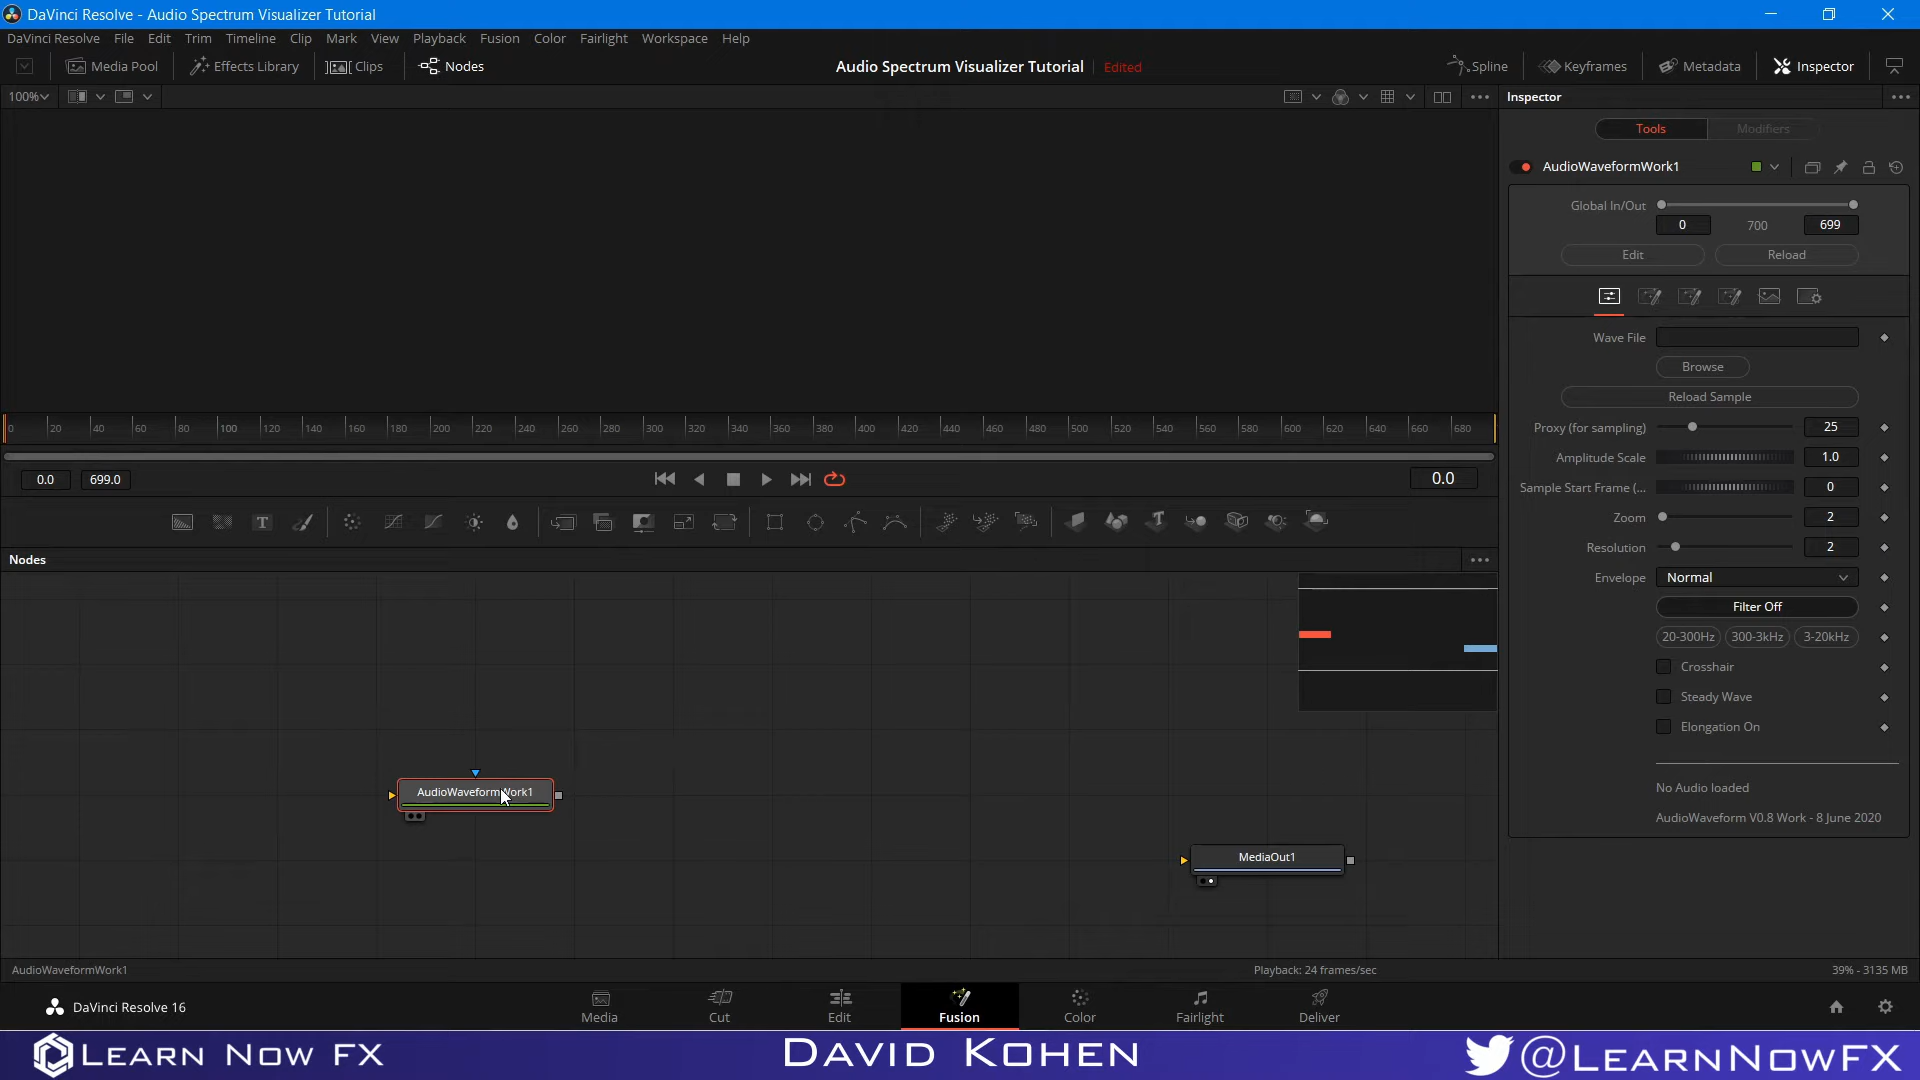 DaVinci Resolve - Audio Spectrum Visualizer Tutorial
DaVinci Resolve File Edit Trim Timeline Clip Mark View Playback Fusion Color Fairlight Workspace Help
Media Pool Effects Library Clips Nodes Audio Spectrum Visualizer Tutorial Edited Spline Keyframes Metadata Inspector
100%
Inspector
Tools Modifiers
AudioWaveformWork1
Global In/Out
0 700 699
Edit Reload
Wave File
Browse
Reload Sample
Proxy (for sampling) 25
Amplitude Scale 1.0
Sample Start Frame (... 0
Zoom 2
Resolution 2
Envelope Normal
Filter Off
20-300Hz 300-3kHz 3-20kHz
Crosshair
Steady Wave
Elongation On
No Audio loaded
AudioWaveform V0.8 Work - 8 June 2020
0 20 40 60 80 100 120 140 160 180 200 220 240 260 280 300 320 340 360 380 400 420 440 460 480 500 520 540 560 580 600 620 640 660 680
0.0 699.0 0.0
Nodes
AudioWaveformWork1
MediaOut1
AudioWaveformWork1 Playback: 24 frames/sec 39% - 3135 MB
DaVinci Resolve 16 Media Cut Edit Fusion Color Fairlight Deliver
Learn Now FX David Kohen @LearnNowFX